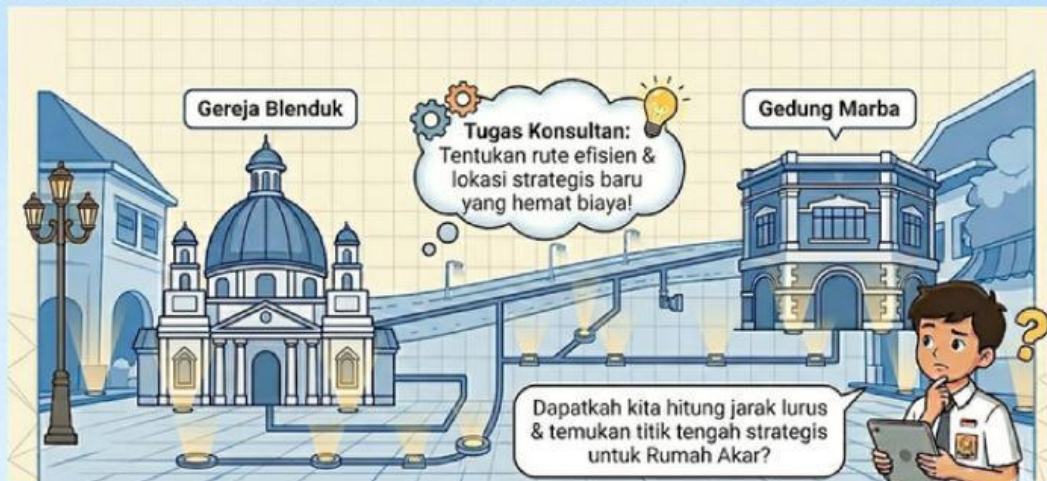 Gereja Blenduk
Tugas Konsultan:
Tentukan rute efisien &
lokasi strategis baru
yang hemat biaya!
Gedung Marba
?
Dapatkah kita hitung jarak lurus
& temukan titik tengah strategis
untuk Rumah Akar?